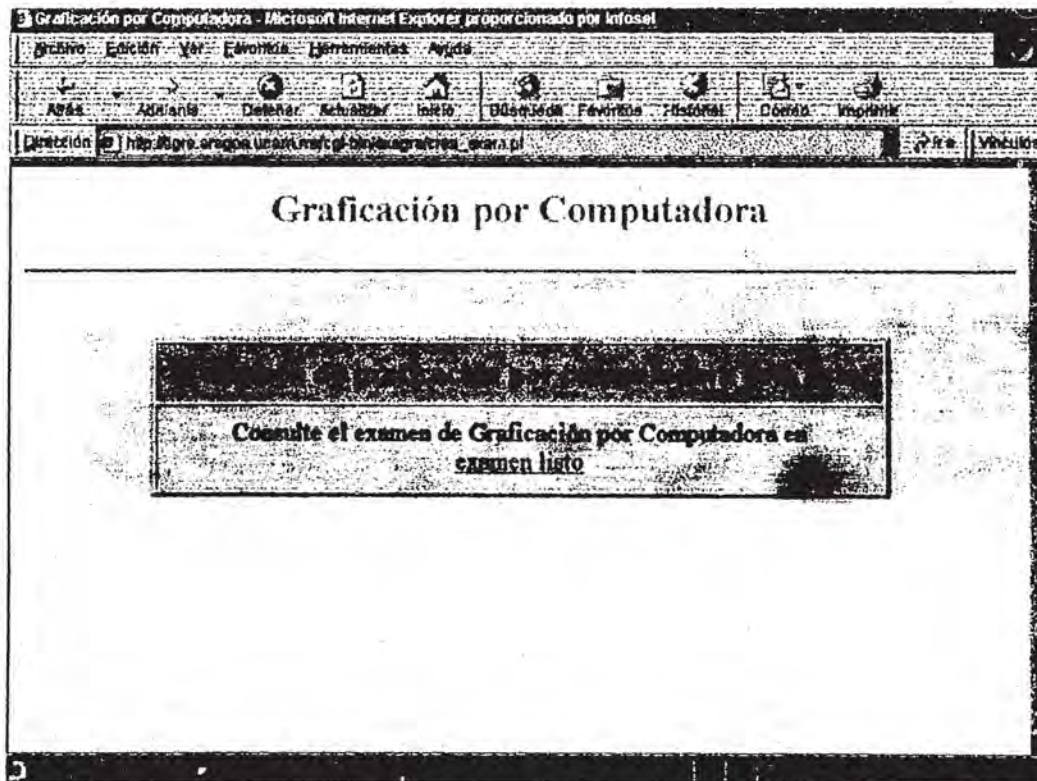 Graficación por Computadora - Microsoft Internet Explorer proporcionado por Infosel
Archivo Edición Ver Favoritos Herramientas Ayuda
Atrás Adelante Detener Actualizar Inicio Búsqueda Favoritos Historial Correo Imprimir
Dirección Ir a Vínculos
Graficación por Computadora
Consulte el examen de Graficación por Computadora en
examen listo